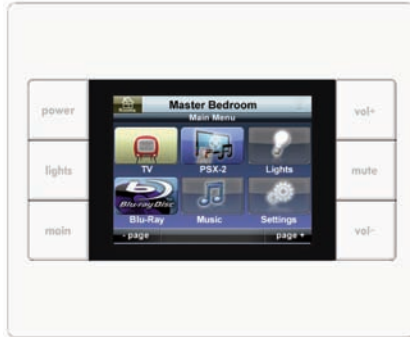 power
lights
main
Master Bedroom
Main Menu
TV
PSX-2
Lights
Blu-ray Disc
Blu-Ray
Music
Settings
- page
page +
vol+
mute
vol-